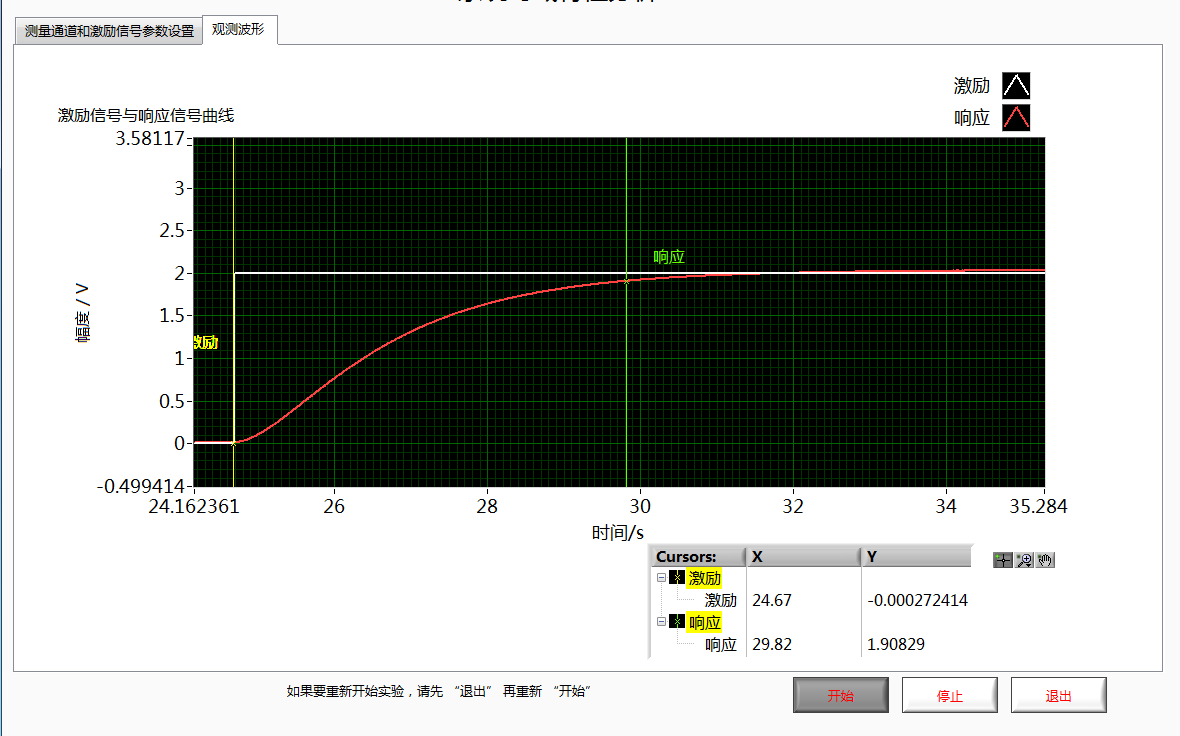 测量通道和激励信号参数设置 观测波形
激励
响应
激励信号与响应信号曲线
3.58117
3
2.5
2
1.5
1
0.5
0
-0.499414
幅度 / V
响应
激励
24.162361 26 28 30 32 34 35.284
时间/s
Cursors: X Y
激励
激励 24.67 -0.000272414
响应
响应 29.82 1.90829
如果要重新开始实验，请先 “退出” 再重新 “开始”
开始 停止 退出